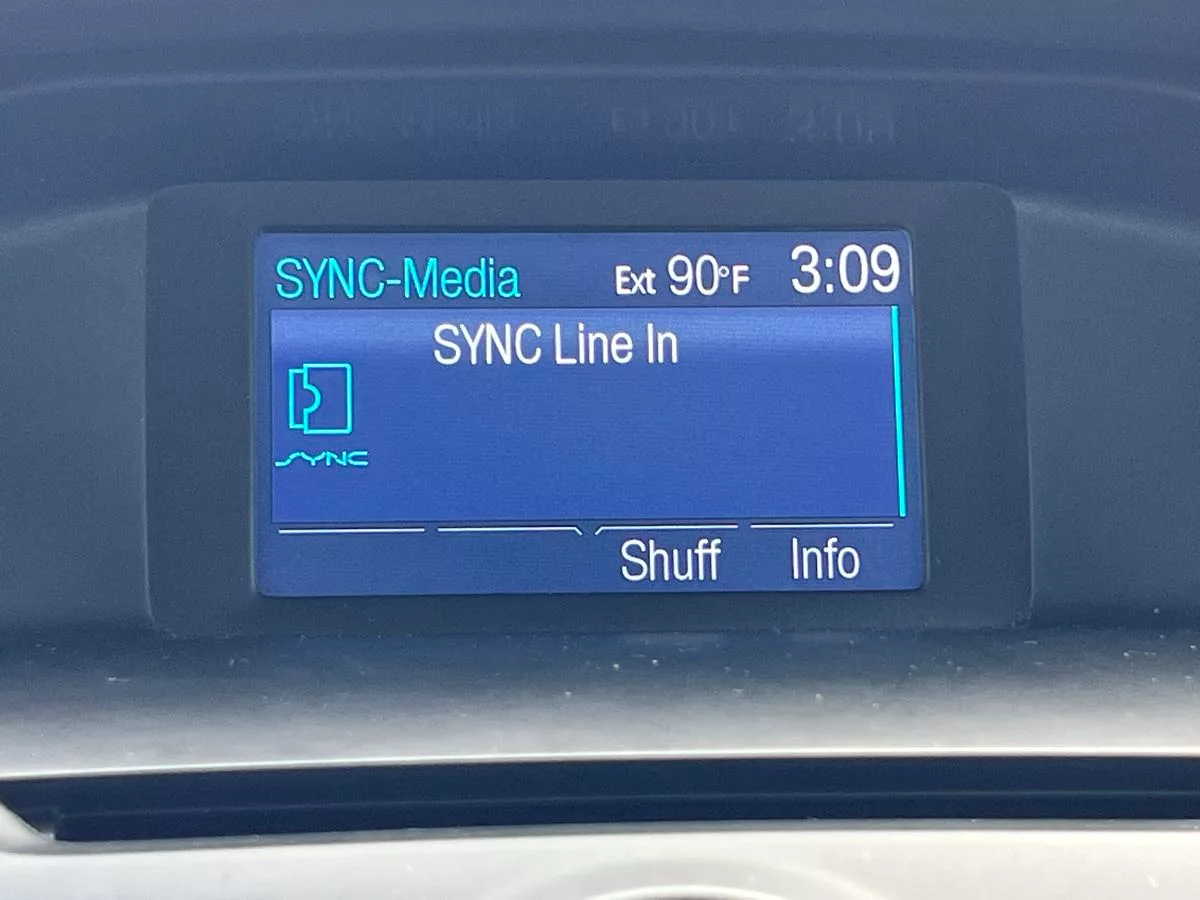 SYNC-Media Ext 90°F 3:09
SYNC Line In
SYNC
Shuff Info